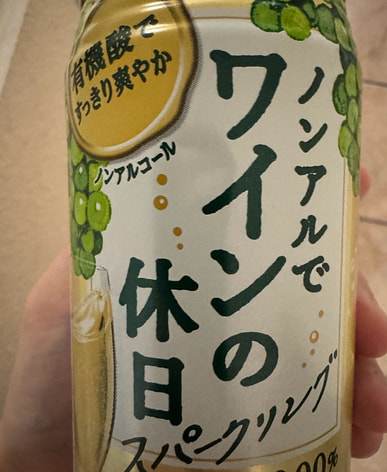 有機酸で
すっきり爽やか
ノンアルコール
ノンアルで
ワインの
休日
スパークリング
00%